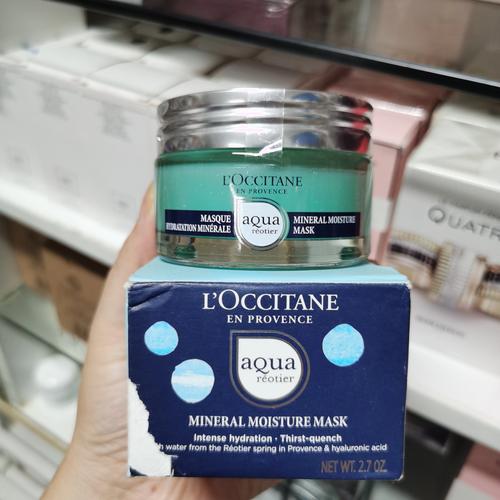 L'OCCITANE
EN PROVENCE
MASQUE
HYDRATATION MINÉRALE
aqua
réotier
MINERAL MOISTURE
MASK
QUATR
L'OCCITANE
EN PROVENCE
aqua
réotier
MINERAL MOISTURE MASK
Intense hydration · Thirst-quench
water from the Réotier spring in Provence & hyaluronic acid
NET WT. 2.7 OZ.